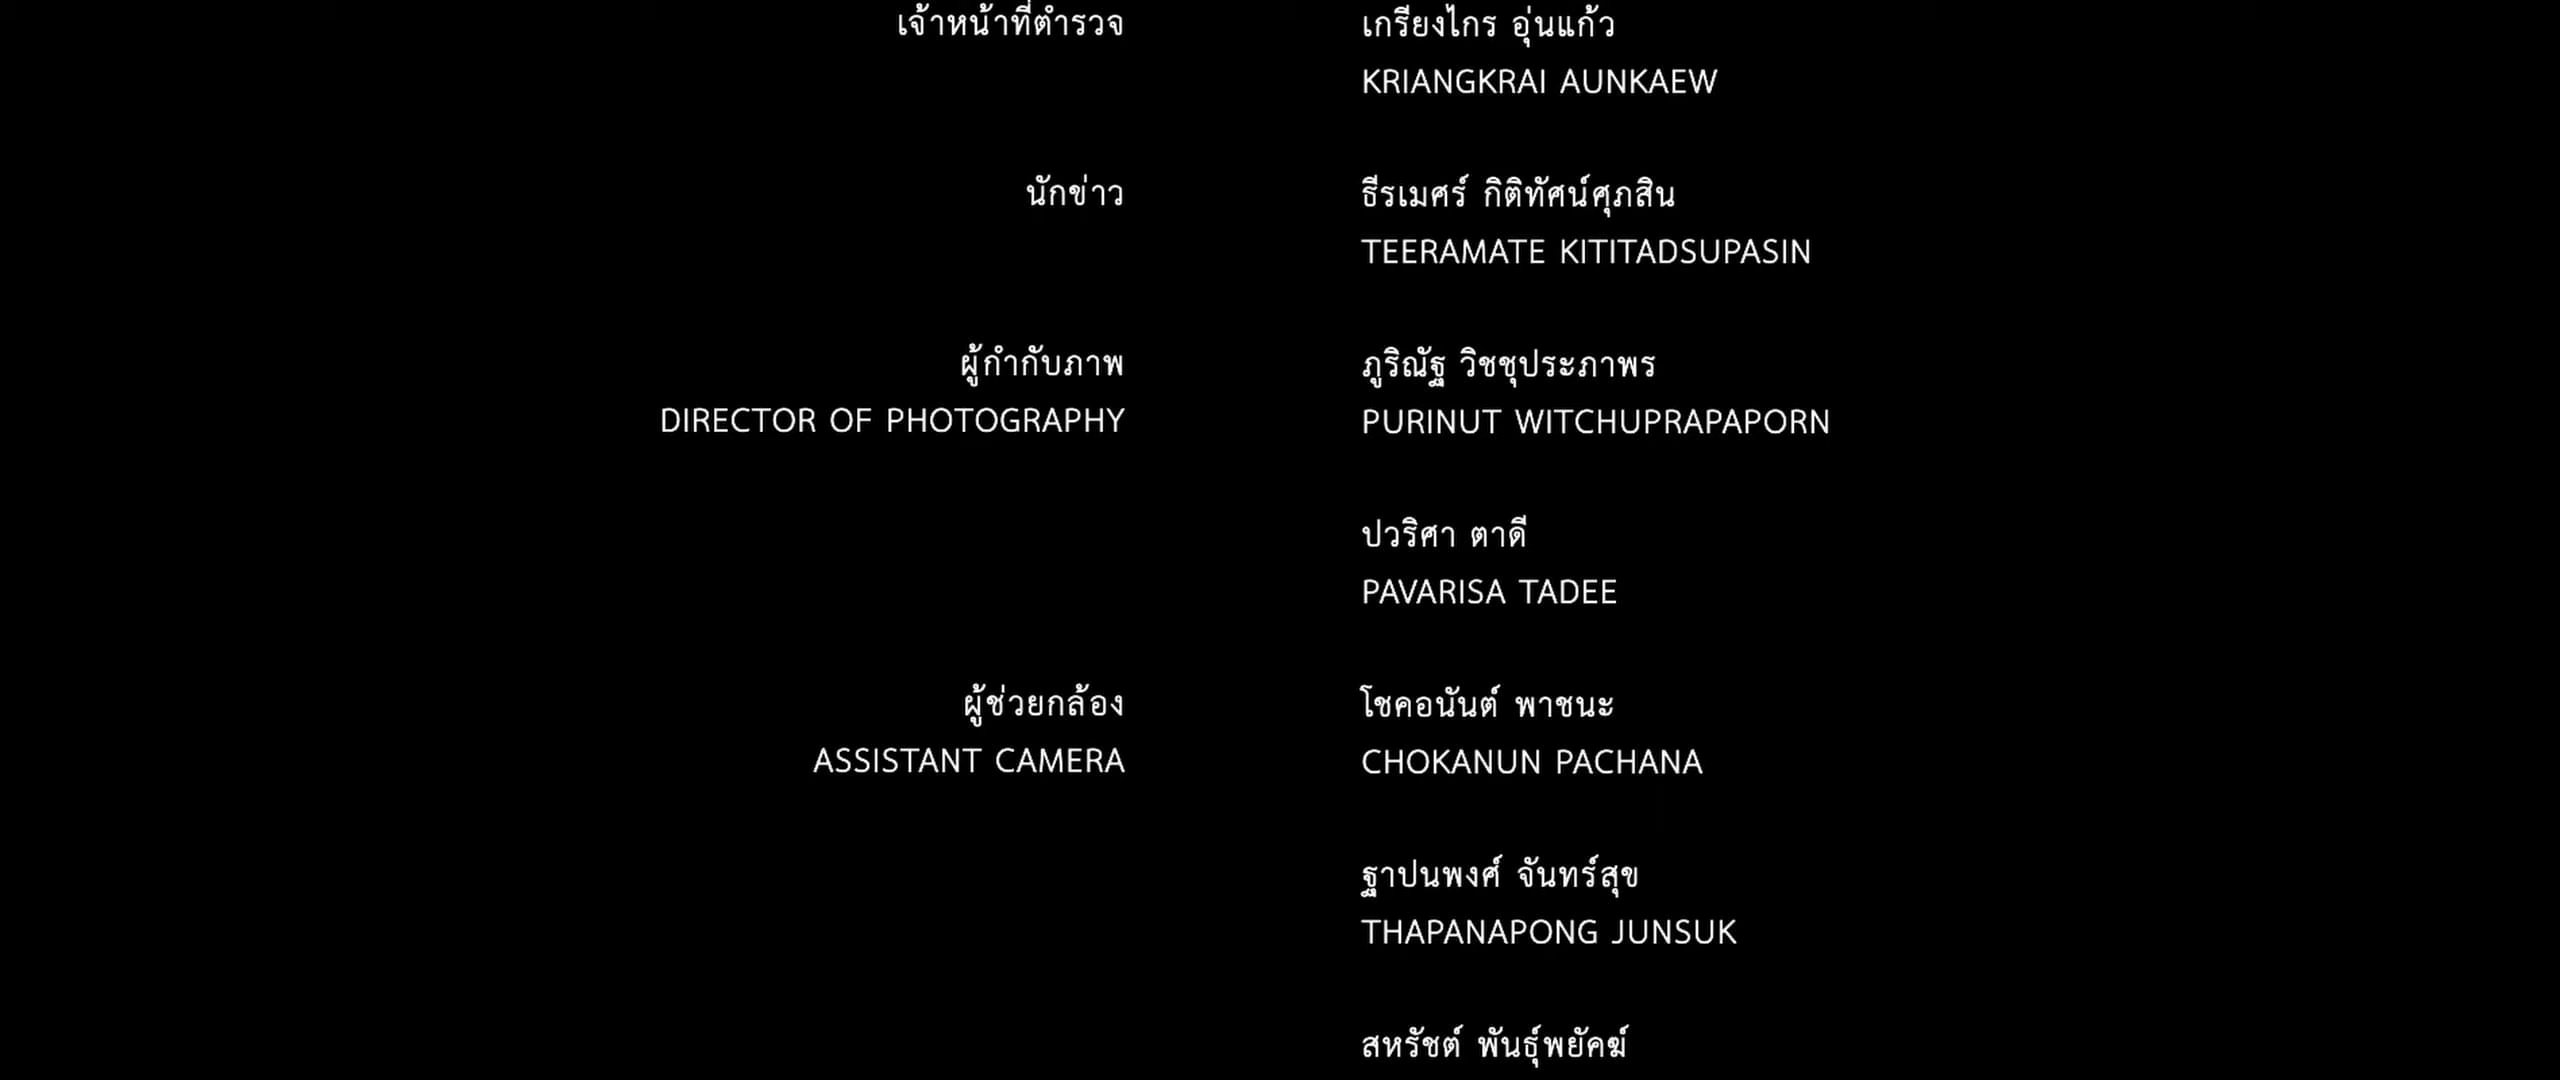 เจ้าหน้าที่ตำรวจ เกรียงไกร อุ่นแก้ว
KRIANGKRAI AUNKAEW
นักข่าว ธีรเมศร์ กิติทัศน์ศุภสิน
TEERAMATE KITITADSUPASIN
ผู้กำกับภาพ ภูริณัฐ วิชชุประภาพร
DIRECTOR OF PHOTOGRAPHY PURINUT WITCHUPRAPAPORN
ปวริศา ตาดี
PAVARISA TADEE
ผู้ช่วยกล้อง โชคอนันต์ พาชนะ
ASSISTANT CAMERA CHOKANUN PACHANA
ฐาปนพงศ์ จันทร์สุข
THAPANAPONG JUNSUK
สหรัชต์ พันธุ์พยัคฆ์